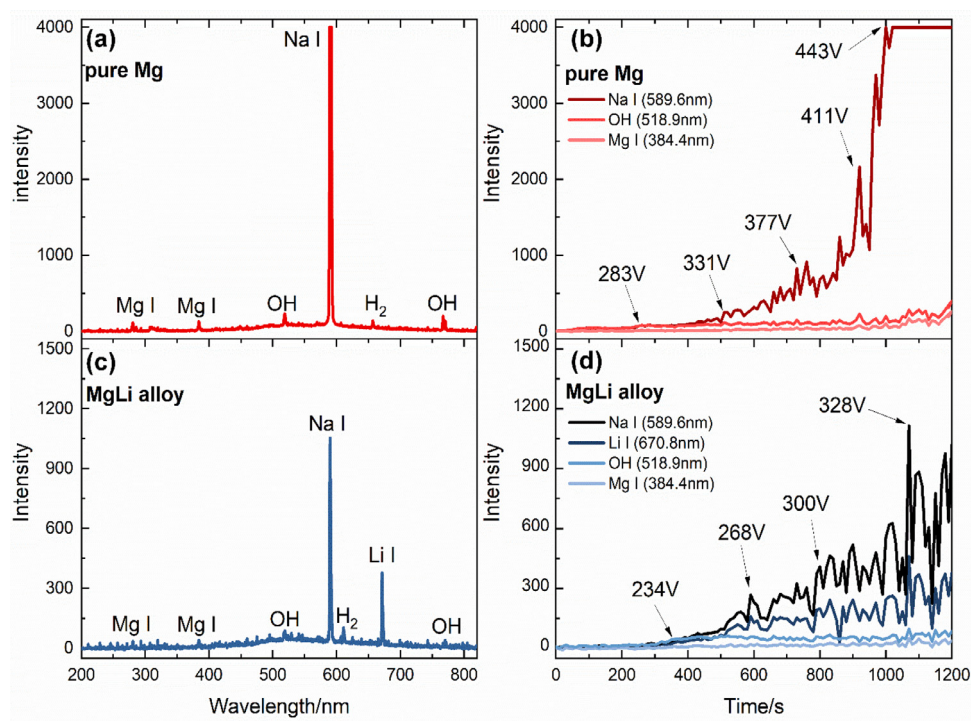 (a)
pure Mg
Na I
Mg I
Mg I
OH
H2
OH
intensity
4000
3000
2000
1000
0
(b)
pure Mg
Na I (589.6nm)
OH (518.9nm)
Mg I (384.4nm)
283V
331V
377V
411V
443V
Intensity
4000
3000
2000
1000
0
(c)
MgLi alloy
Na I
Li I
Mg I
Mg I
OH
H2
OH
Intensity
1500
1200
900
600
300
0
200 300 400 500 600 700 800
Wavelength/nm
(d)
MgLi alloy
Na I (589.6nm)
Li I (670.8nm)
OH (518.9nm)
Mg I (384.4nm)
234V
268V
300V
328V
Intensity
1500
1200
900
600
300
0
0 200 400 600 800 1000 1200
Time/s